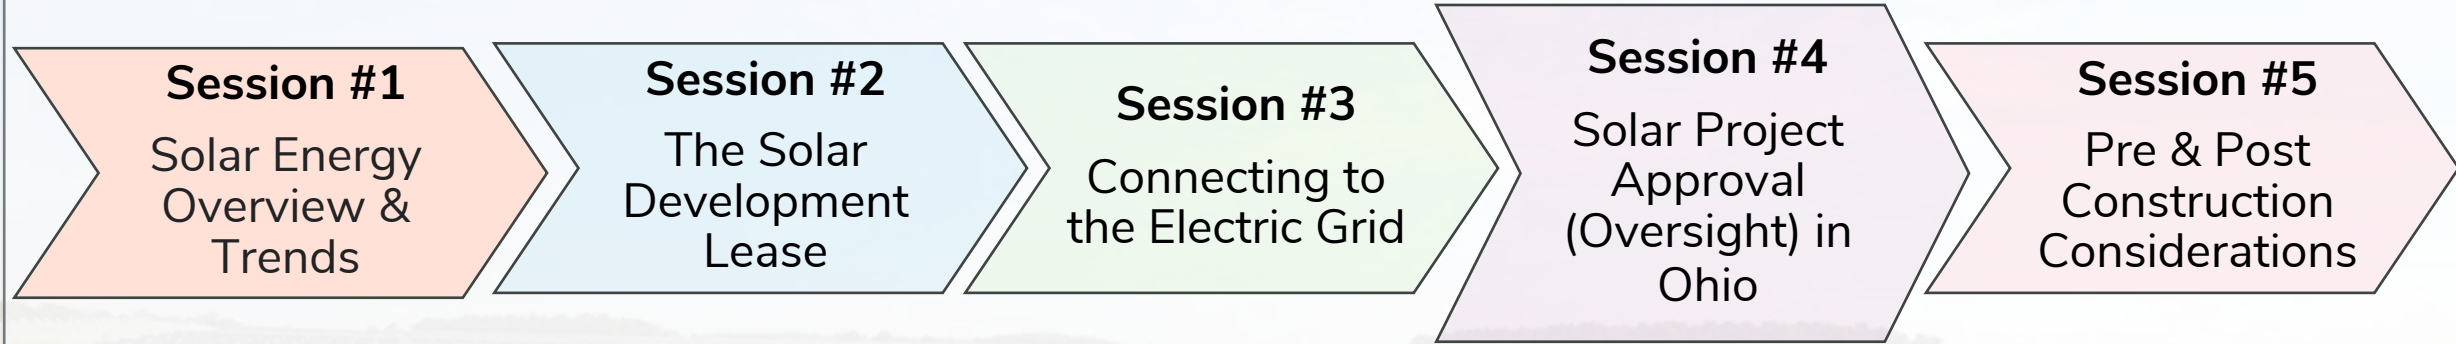 Session #1
Solar Energy
Overview &
Trends
Session #2
The Solar
Development
Lease
Session #3
Connecting to
the Electric Grid
Session #4
Solar Project
Approval
(Oversight) in
Ohio
Session #5
Pre & Post
Construction
Considerations